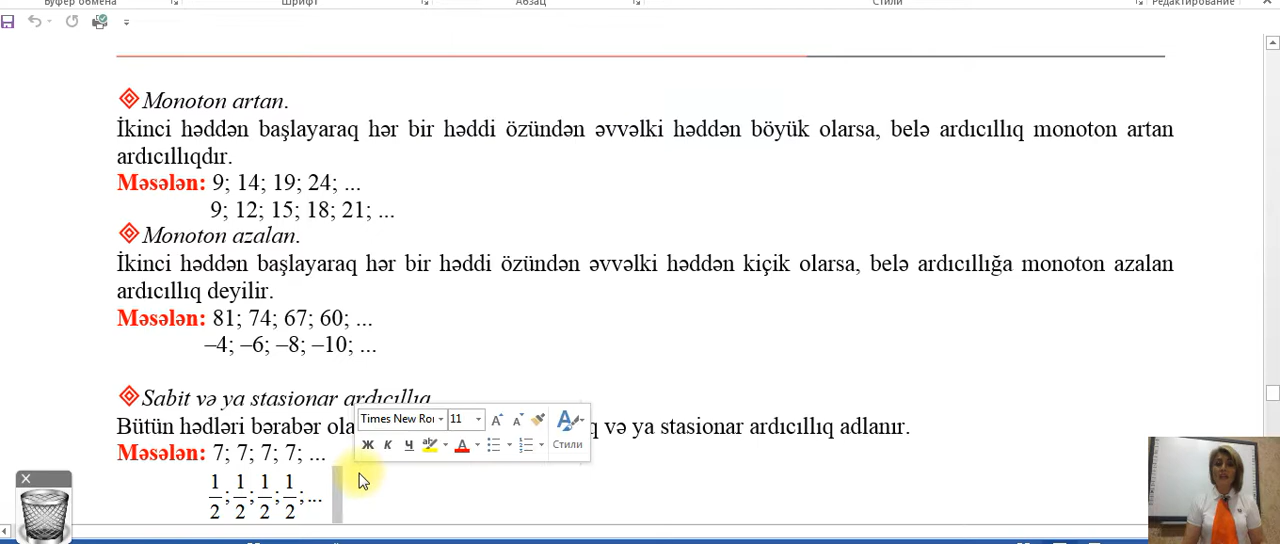 Буфер обмена Шрифт Абзац Стили Редактирование
Monoton artan.
İkinci həddən başlayaraq hər bir həddi özündən əvvəlki həddən böyük olarsa, belə ardıcıllıq monoton artan
ardıcıllıqdır.
Məsələn: 9; 14; 19; 24; ...
9; 12; 15; 18; 21; ...
Monoton azalan.
İkinci həddən başlayaraq hər bir həddi özündən əvvəlki həddən kiçik olarsa, belə ardıcıllığa monoton azalan
ardıcıllıq deyilir.
Məsələn: 81; 74; 67; 60; ...
–4; –6; –8; –10; ...
Sabit və ya stasionar ardıcıllıq
Times New Ro 11
Bütün hədləri bərabər və ya stasionar ardıcıllıq adlanır.
Ж К Ч А Стили
Məsələn: 7; 7; 7; 7; ...
1/2; 1/2; 1/2; 1/2; ...